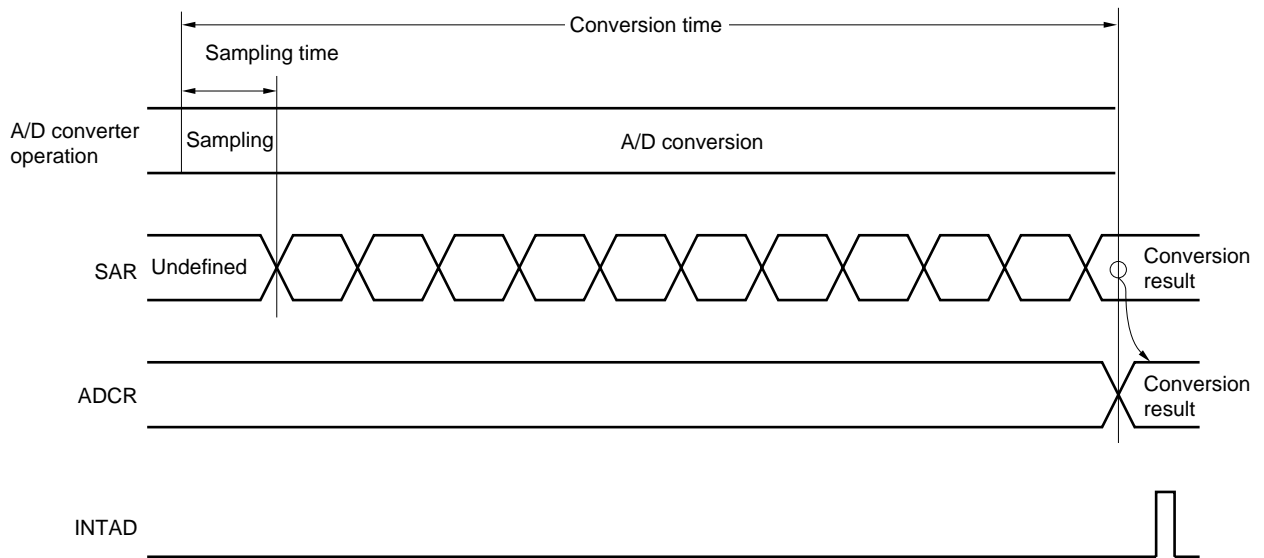 Conversion time
Sampling time
A/D converter
operation
Sampling
A/D conversion
SAR
Undefined
Conversion
result
ADCR
Conversion
result
INTAD